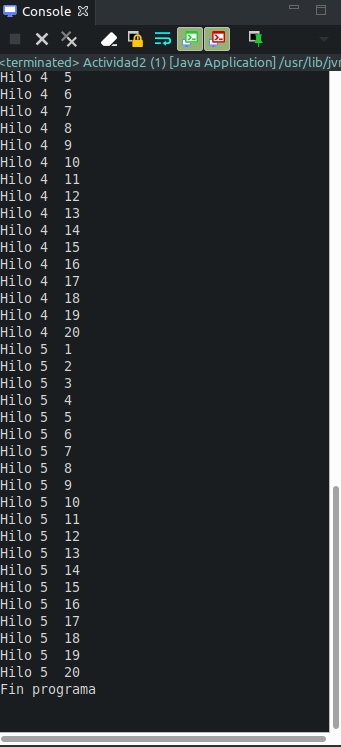 Console
<terminated> Actividad2 (1) [Java Application] /usr/lib/jvr
Hilo 4  5
Hilo 4  6
Hilo 4  7
Hilo 4  8
Hilo 4  9
Hilo 4  10
Hilo 4  11
Hilo 4  12
Hilo 4  13
Hilo 4  14
Hilo 4  15
Hilo 4  16
Hilo 4  17
Hilo 4  18
Hilo 4  19
Hilo 4  20
Hilo 5  1
Hilo 5  2
Hilo 5  3
Hilo 5  4
Hilo 5  5
Hilo 5  6
Hilo 5  7
Hilo 5  8
Hilo 5  9
Hilo 5  10
Hilo 5  11
Hilo 5  12
Hilo 5  13
Hilo 5  14
Hilo 5  15
Hilo 5  16
Hilo 5  17
Hilo 5  18
Hilo 5  19
Hilo 5  20
Fin programa